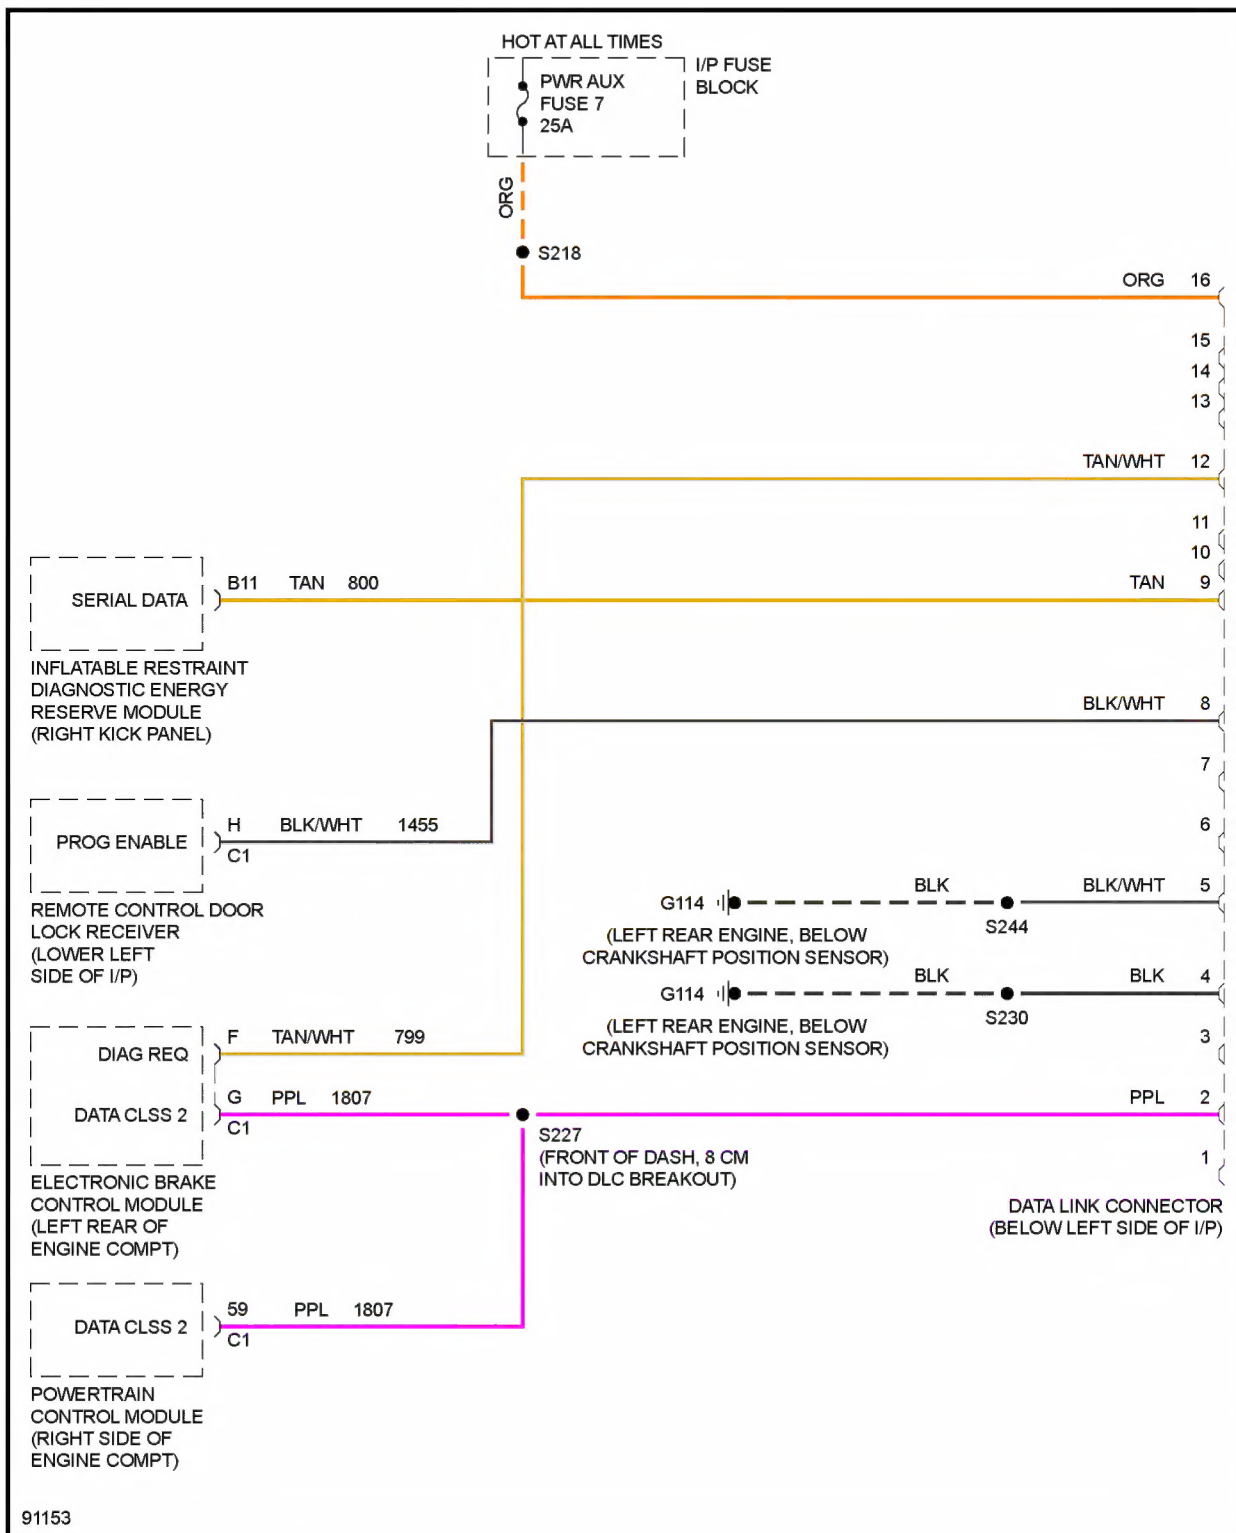 HOT AT ALL TIMES
I/P FUSE
BLOCK
PWR AUX
FUSE 7
25A
ORG
S218
ORG 16
15
14
13
TAN/WHT 12
11
10
SERIAL DATA
B11 TAN 800
TAN 9
INFLATABLE RESTRAINT
DIAGNOSTIC ENERGY
RESERVE MODULE
(RIGHT KICK PANEL)
BLK/WHT 8
7
PROG ENABLE
H BLK/WHT 1455
C1
6
REMOTE CONTROL DOOR
LOCK RECEIVER
(LOWER LEFT
SIDE OF I/P)
G114
BLK
S244
BLK/WHT 5
(LEFT REAR ENGINE, BELOW
CRANKSHAFT POSITION SENSOR)
G114
BLK
S230
BLK 4
(LEFT REAR ENGINE, BELOW
CRANKSHAFT POSITION SENSOR)
3
DIAG REQ
F TAN/WHT 799
DATA CLSS 2
G PPL 1807
C1
PPL 2
S227
(FRONT OF DASH, 8 CM
INTO DLC BREAKOUT)
1
ELECTRONIC BRAKE
CONTROL MODULE
(LEFT REAR OF
ENGINE COMPT)
DATA LINK CONNECTOR
(BELOW LEFT SIDE OF I/P)
DATA CLSS 2
59 PPL 1807
C1
POWERTRAIN
CONTROL MODULE
(RIGHT SIDE OF
ENGINE COMPT)
91153